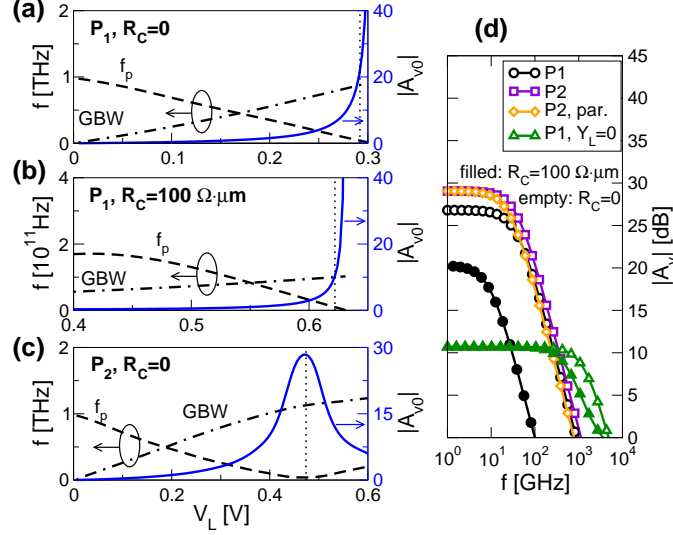 (a)
P1, RC=0
f [THz]
2
1
0
fp
GBW
0
0.1
0.2
0.3
40
20
0
|Av0|
(b)
P1, RC=100 Ω·μm
f [10^11Hz]
4
2
0
fp
GBW
0.4
0.5
0.6
40
20
0
|Av0|
(c)
P2, RC=0
f [THz]
2
1
0
fp
GBW
0
0.2
0.4
0.6
30
15
0
|Av0|
VL [V]
(d)
P1
P2
P2, par.
P1, YL=0
filled: RC=100 Ω·μm
empty: RC=0
45
40
35
30
25
20
15
10
5
0
|Av| [dB]
10^0
10^1
10^2
10^3
10^4
f [GHz]